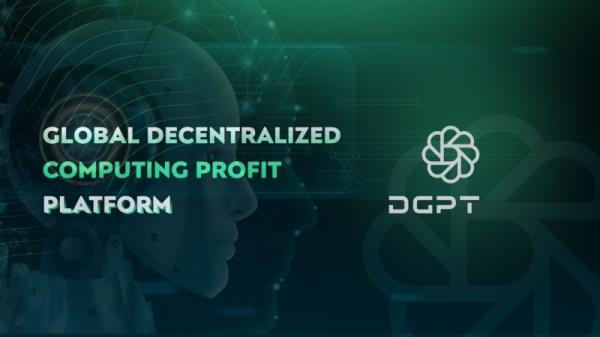 GLOBAL DECENTRALIZED
COMPUTING PROFIT
PLATFORM
DGPT